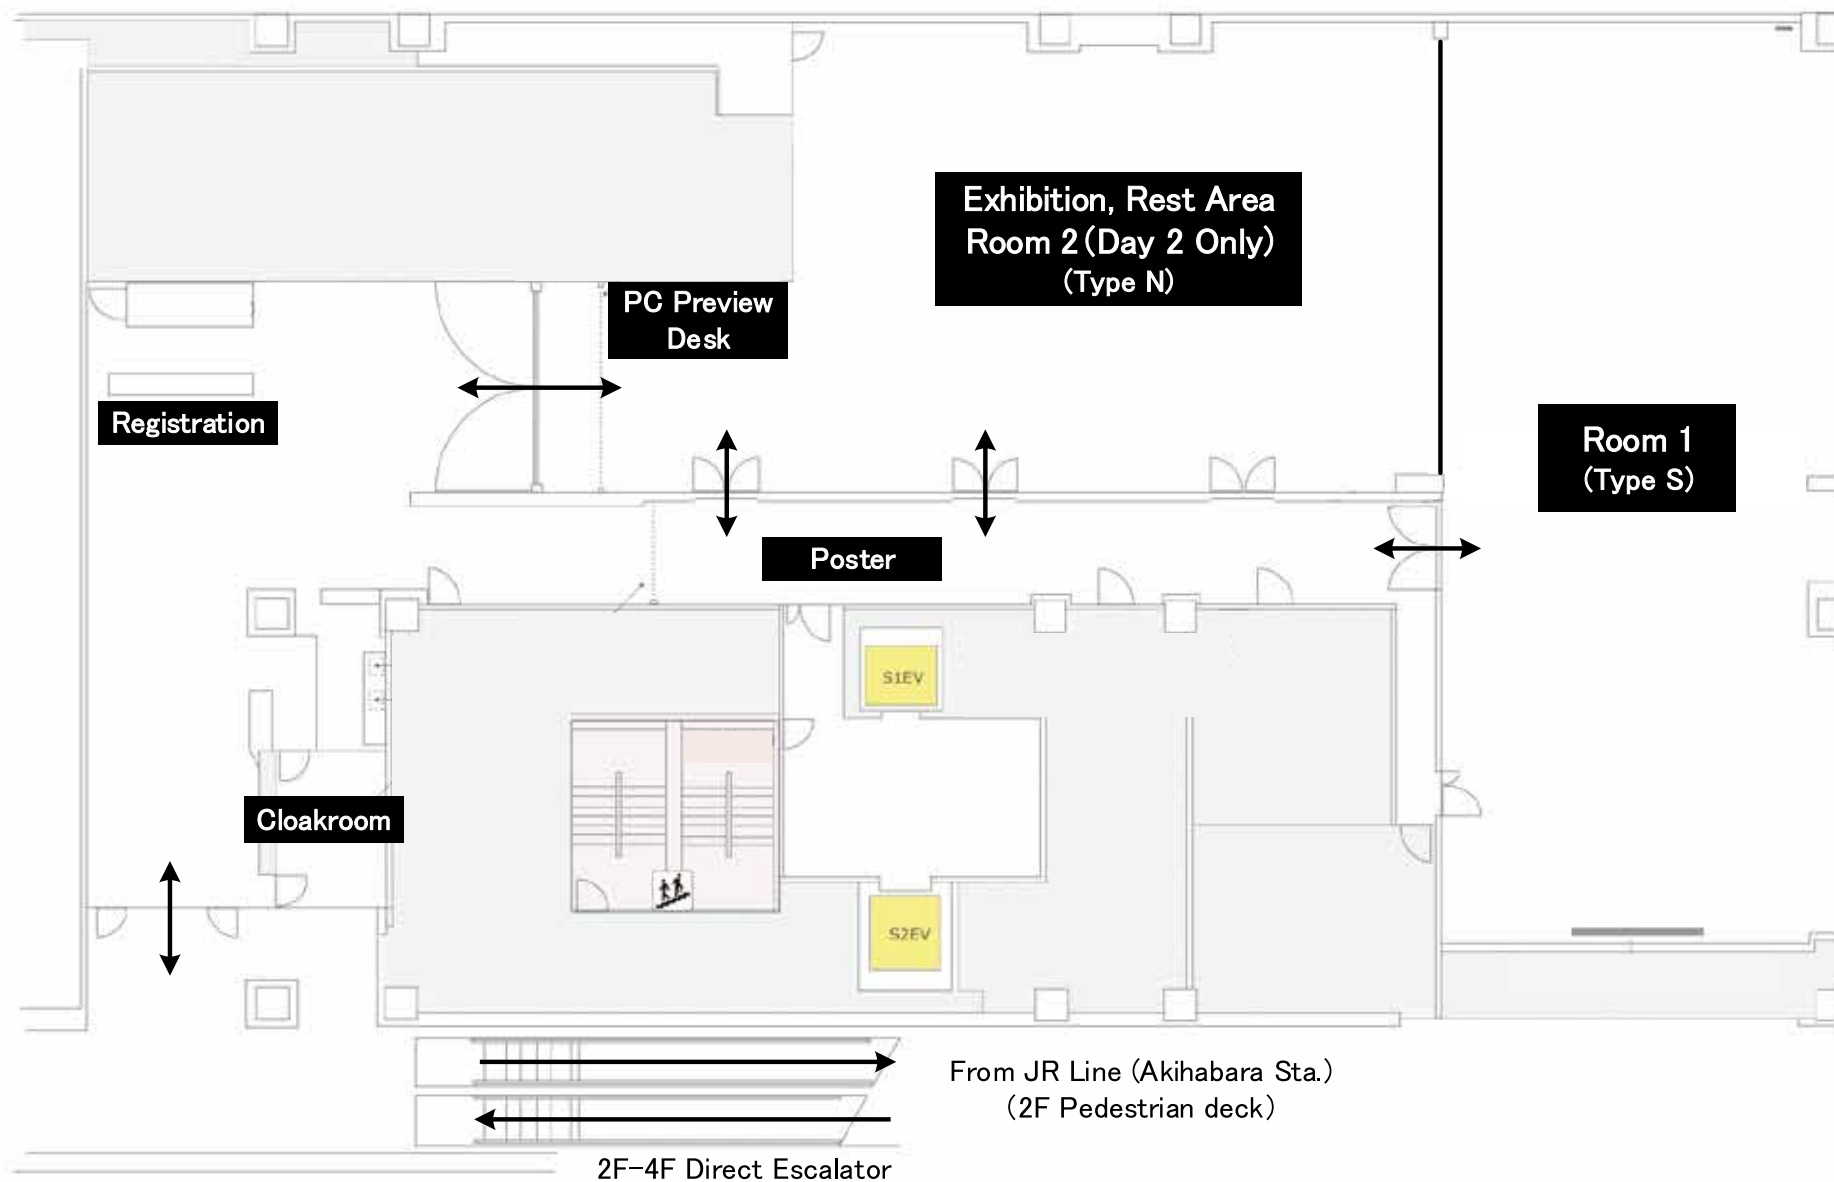 Exhibition, Rest Area
Room 2(Day 2 Only)
(Type N)
PC Preview
Desk
Registration
Room 1
(Type S)
Poster
S1EV
Cloakroom
S2EV
From JR Line (Akihabara Sta.)
(2F Pedestrian deck)
2F-4F Direct Escalator